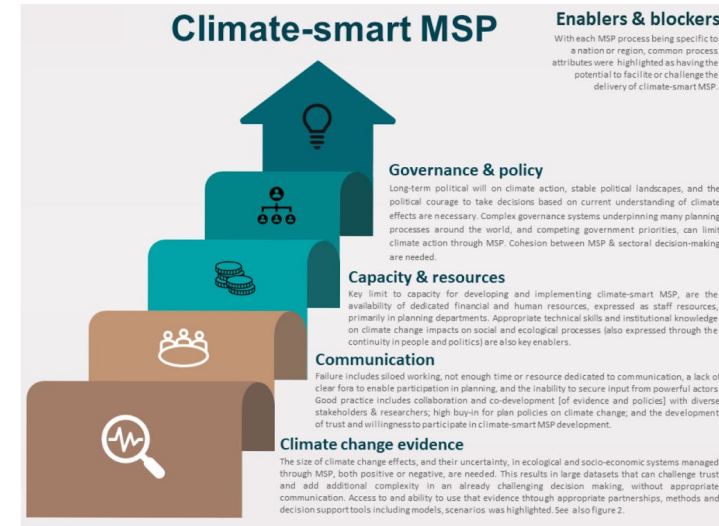 Climate-smart MSP
Enablers & blockers
With each MSP process being specific to
a nation or region, common process
attributes were highlighted as having the
potential to facilite or challenge the
delivery of climate-smart MSP.
Governance & policy
Long-term political will on climate action, stable political landscapes, and the
political courage to take decisions based on current understanding of climate
effects are necessary. Complex governance systems underpinning many planning
processes around the world, and competing government priorities, can limit
climate action through MSP. Cohesion between MSP & sectoral decision-making
are needed.
Capacity & resources
Key limit to capacity for developing and implementing climate-smart MSP, are the
availability of dedicated financial and human resources, expressed as staff resources,
primarily in planning departments. Appropriate technical skills and institutional knowledge
on climate change impacts on social and ecological processes (also expressed through the
continuity in people and politics) are also key enablers.
Communication
Failure includes siloed working, not enough time or resource dedicated to communication, a lack of
clear fora to enable participation in planning, and the inability to secure input from powerful actors
Good practice includes collaboration and co-development [of evidence and policies] with diverse
stakeholders & researchers; high buy-in for plan policies on climate change; and the development
of trust and willingness to participate in climate-smart MSP development.
Climate change evidence
The size of climate change effects, and their uncertainty, in ecological and socio-economic systems managed
through MSP, both positive or negative, are needed. This results in large datasets that can challenge trust
and add additional complexity in an already challenging decision making, without appropriate
communication. Access to and ability to use that evidence thtough appropriate partnerships, methods and
decision support tools including models, scenarios was highlighted. See also figure 2.